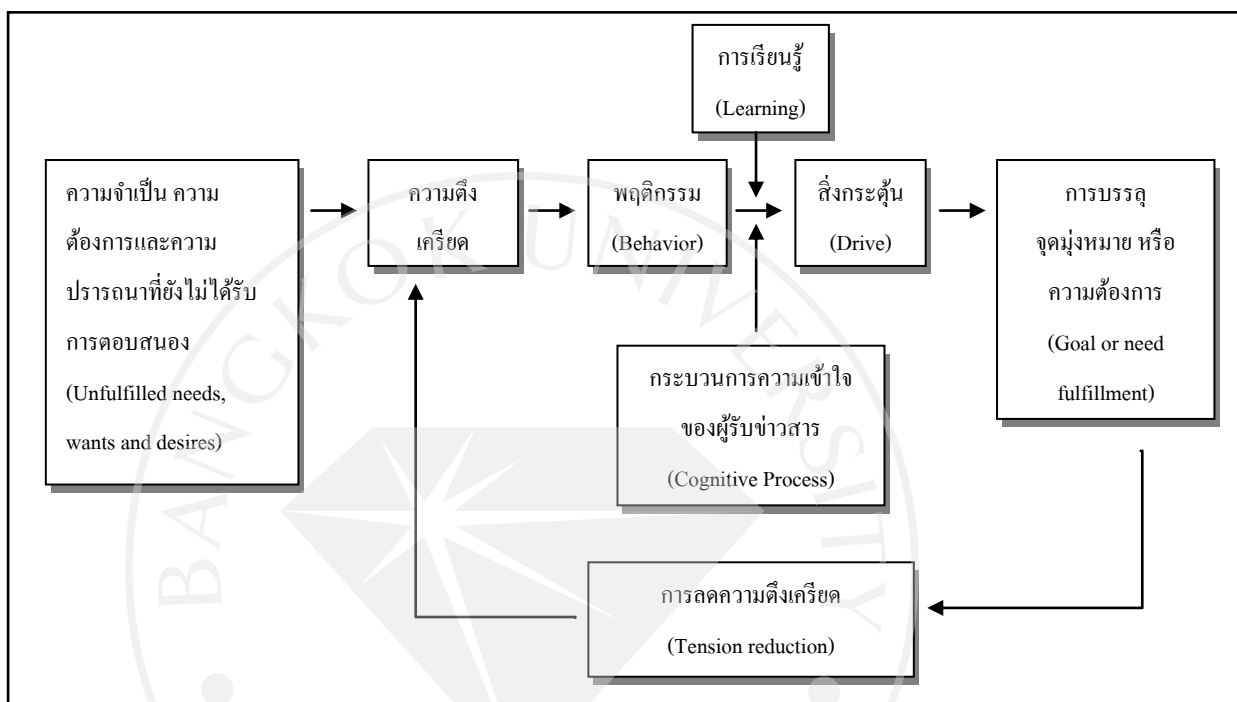 การเรียนรู้
(Learning)
ความจำเป็น ความ
ต้องการและความ
ปรารถนาที่ยังไม่ได้รับ
การตอบสนอง
(Unfulfilled needs,
wants and desires)
ความตึง
เครียด
พฤติกรรม
(Behavior)
สิ่งกระตุ้น
(Drive)
การบรรลุ
จุดมุ่งหมาย หรือ
ความต้องการ
(Goal or need
fulfillment)
กระบวนการความเข้าใจ
ของผู้รับข่าวสาร
(Cognitive Process)
การลดความตึงเครียด
(Tension reduction)
BANGKOK UNIVERSITY